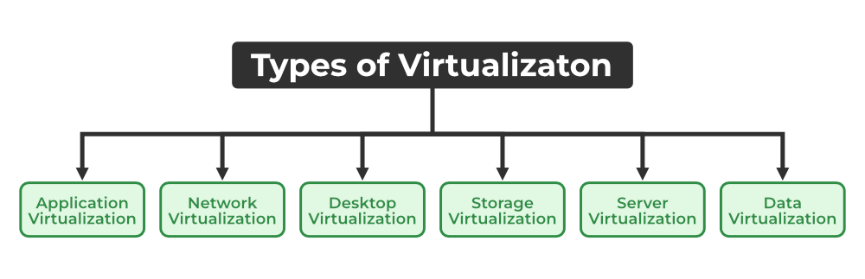 Types of Virtualizaton
Application
Virtualization
Network
Virtualization
Desktop
Virtualization
Storage
Virtualization
Server
Virtualization
Data
Virtualization